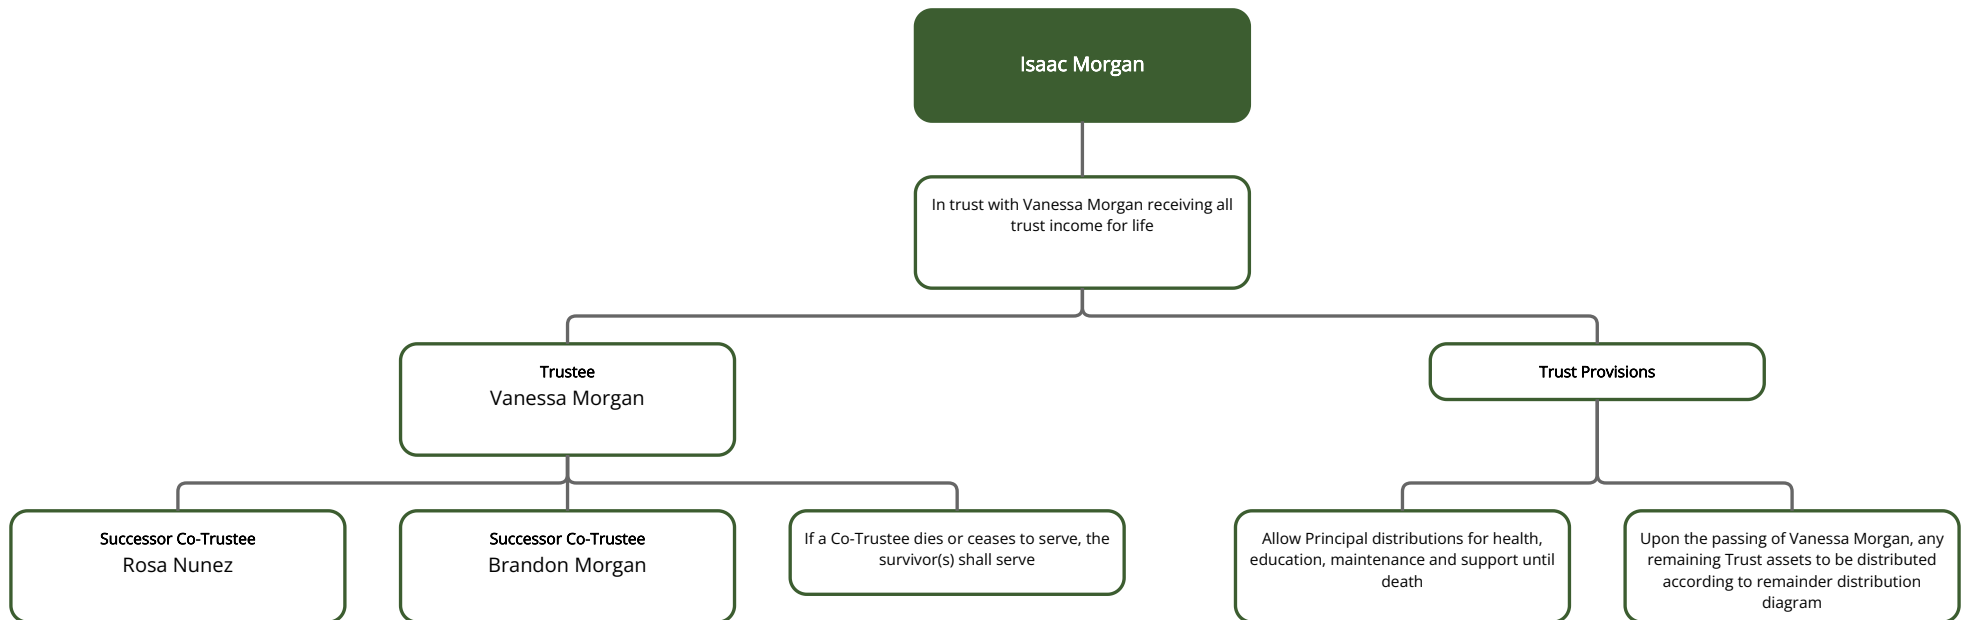 Isaac Morgan
In trust with Vanessa Morgan receiving all
trust income for life
Trustee
Vanessa Morgan
Trust Provisions
Successor Co-Trustee
Rosa Nunez
Successor Co-Trustee
Brandon Morgan
If a Co-Trustee dies or ceases to serve, the
survivor(s) shall serve
Allow Principal distributions for health,
education, maintenance and support until
death
Upon the passing of Vanessa Morgan, any
remaining Trust assets to be distributed
according to remainder distribution
diagram